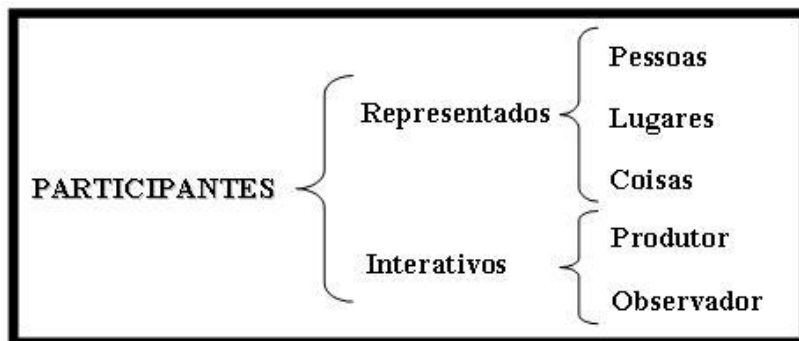 PARTICIPANTES
Representados
Pessoas
Lugares
Coisas
Interativos
Produtor
Observador